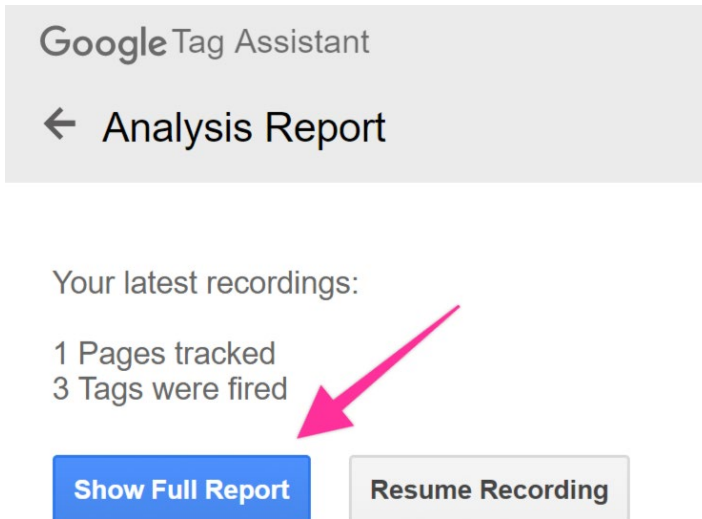 Google Tag Assistant
Analysis Report
Your latest recordings:
1 Pages tracked
3 Tags were fired
Show Full Report
Resume Recording